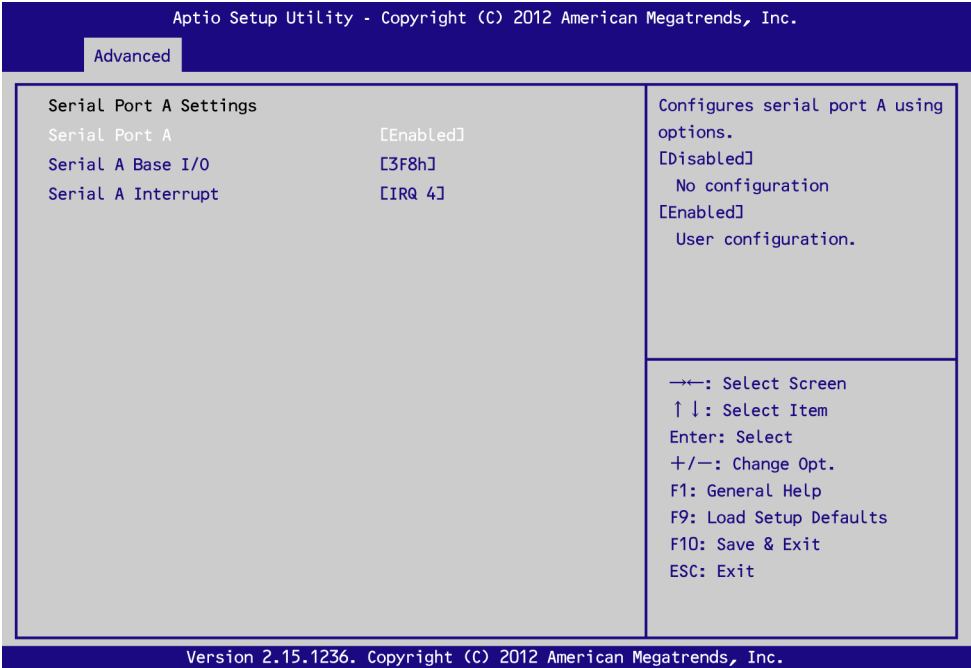 Aptio Setup Utility - Copyright (C) 2012 American Megatrends, Inc.
Advanced
Serial Port A Settings
Serial Port A [Enabled]
Serial A Base I/O [3F8h]
Serial A Interrupt [IRQ 4]
Configures serial port A using
options.
[Disabled]
No configuration
[Enabled]
User configuration.
→←: Select Screen
↑↓: Select Item
Enter: Select
+/-: Change Opt.
F1: General Help
F9: Load Setup Defaults
F10: Save & Exit
ESC: Exit
Version 2.15.1236. Copyright (C) 2012 American Megatrends, Inc.